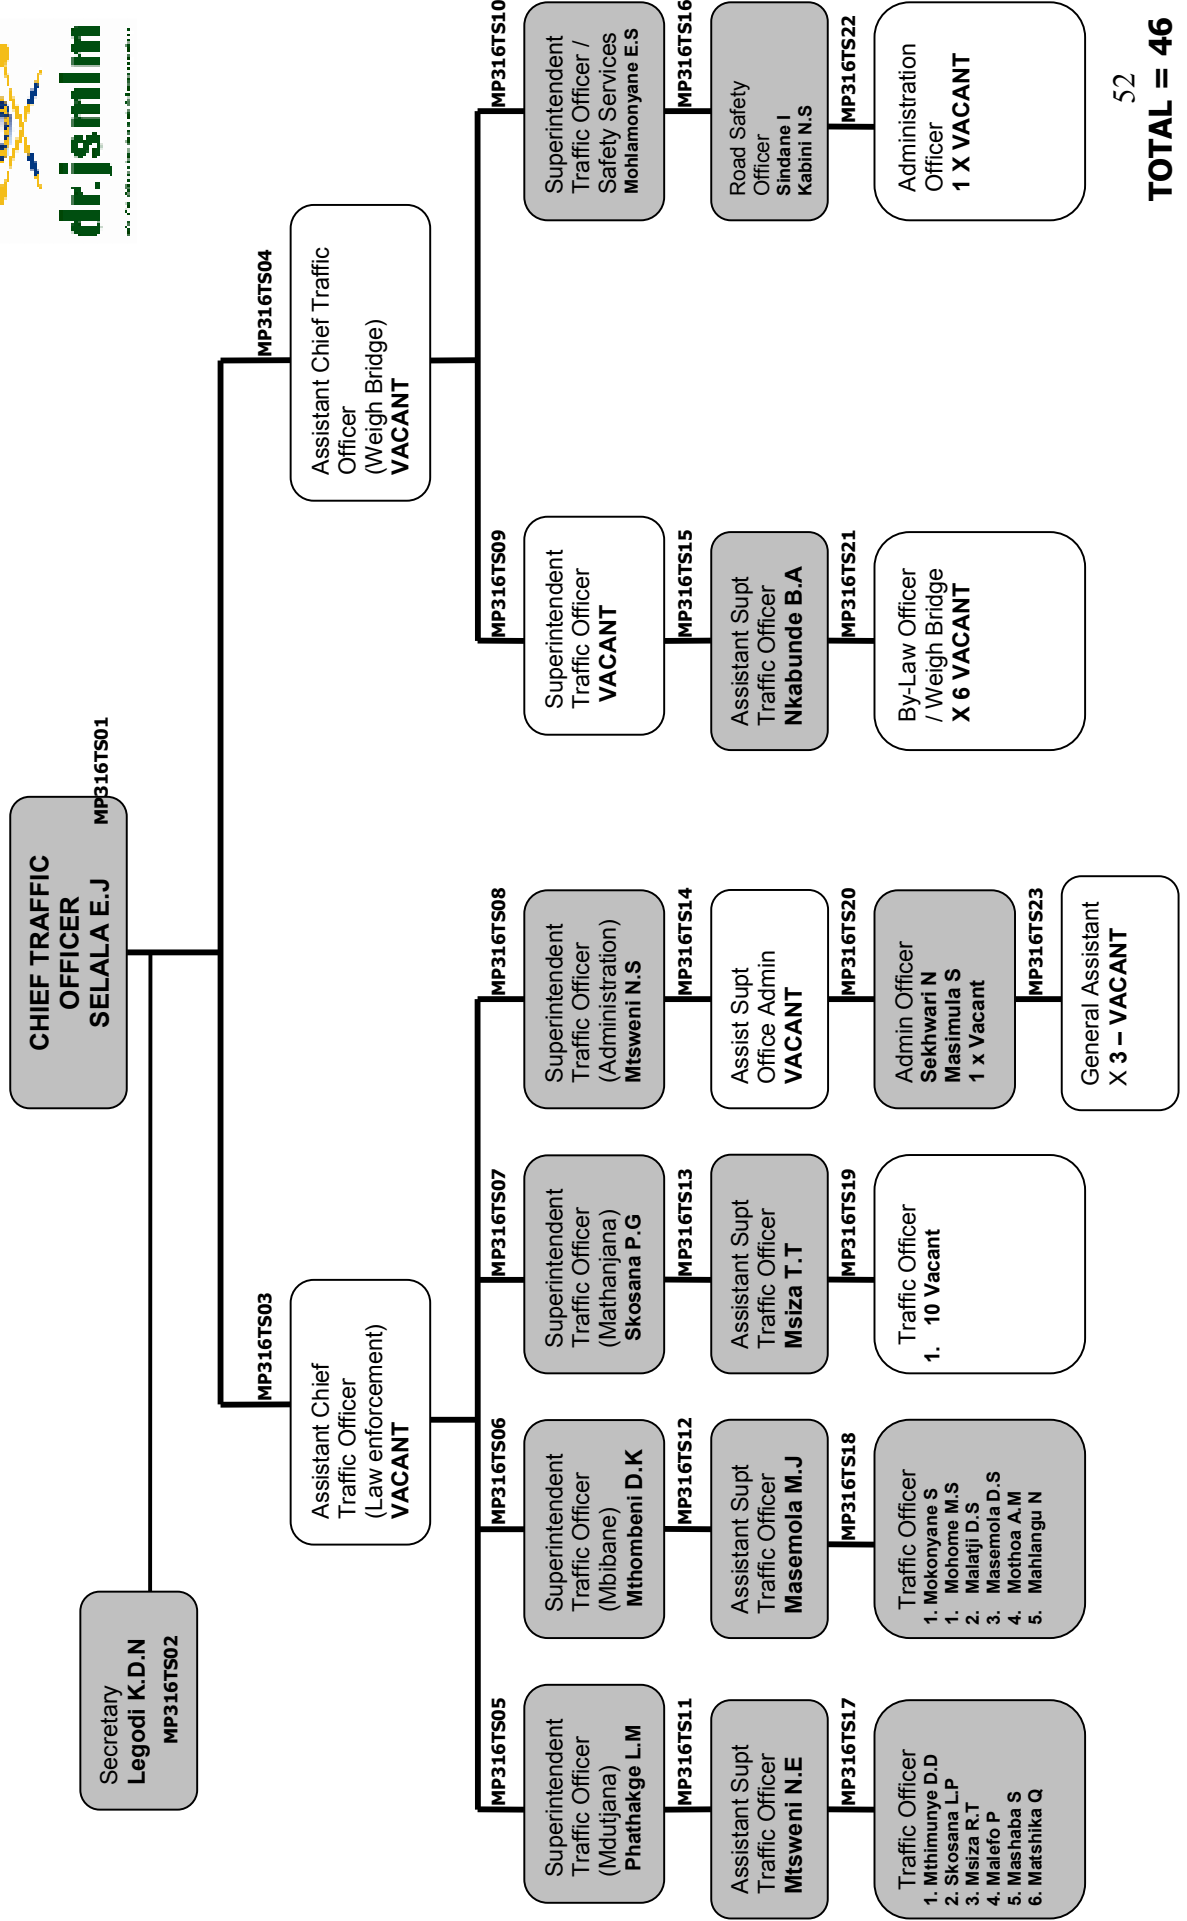 dr.jsmlm
CHIEF TRAFFIC
OFFICER
SELALA E.J
MP316TS01
Secretary
Legodi K.D.N
MP316TS02
MP316TS03
Assistant Chief
Traffic Officer
(Law enforcement)
VACANT
MP316TS04
Assistant Chief Traffic
Officer
(Weigh Bridge)
VACANT
MP316TS05
Superintendent
Traffic Officer
(Mdutjana)
Phathakge L.M
MP316TS06
Superintendent
Traffic Officer
(Mbibane)
Mthombeni D.K
MP316TS07
Superintendent
Traffic Officer
(Mathanjana)
Skosana P.G
MP316TS08
Superintendent
Traffic Officer
(Administration)
Mtsweni N.S
MP316TS09
Superintendent
Traffic Officer
VACANT
MP316TS10
Superintendent
Traffic Officer /
Safety Services
Mohlamonyane E.S
MP316TS11
Assistant Supt
Traffic Officer
Mtsweni N.E
MP316TS12
Assistant Supt
Traffic Officer
Masemola M.J
MP316TS13
Assistant Supt
Traffic Officer
Msiza T.T
MP316TS14
Assist Supt
Office Admin
VACANT
MP316TS15
Assistant Supt
Traffic Officer
Nkabunde B.A
MP316TS16
Road Safety
Officer
Sindane I
Kabini N.S
MP316TS17
Traffic Officer
1. Mthimunye D.D
2. Skosana L.P
3. Msiza R.T
4. Malefo P
5. Mashaba S
6. Matshika Q
MP316TS18
Traffic Officer
1. Mokonyane S
1. Mohome M.S
2. Malatji D.S
3. Masemola D.S
4. Mothoa A.M
5. Mahlangu N
MP316TS19
Traffic Officer
1. 10 Vacant
MP316TS20
Admin Officer
Sekhwari N
Masimula S
1 x Vacant
MP316TS21
By-Law Officer
/ Weigh Bridge
X 6 VACANT
MP316TS22
Administration
Officer
1 X VACANT
MP316TS23
General Assistant
X 3 – VACANT
52
TOTAL = 46